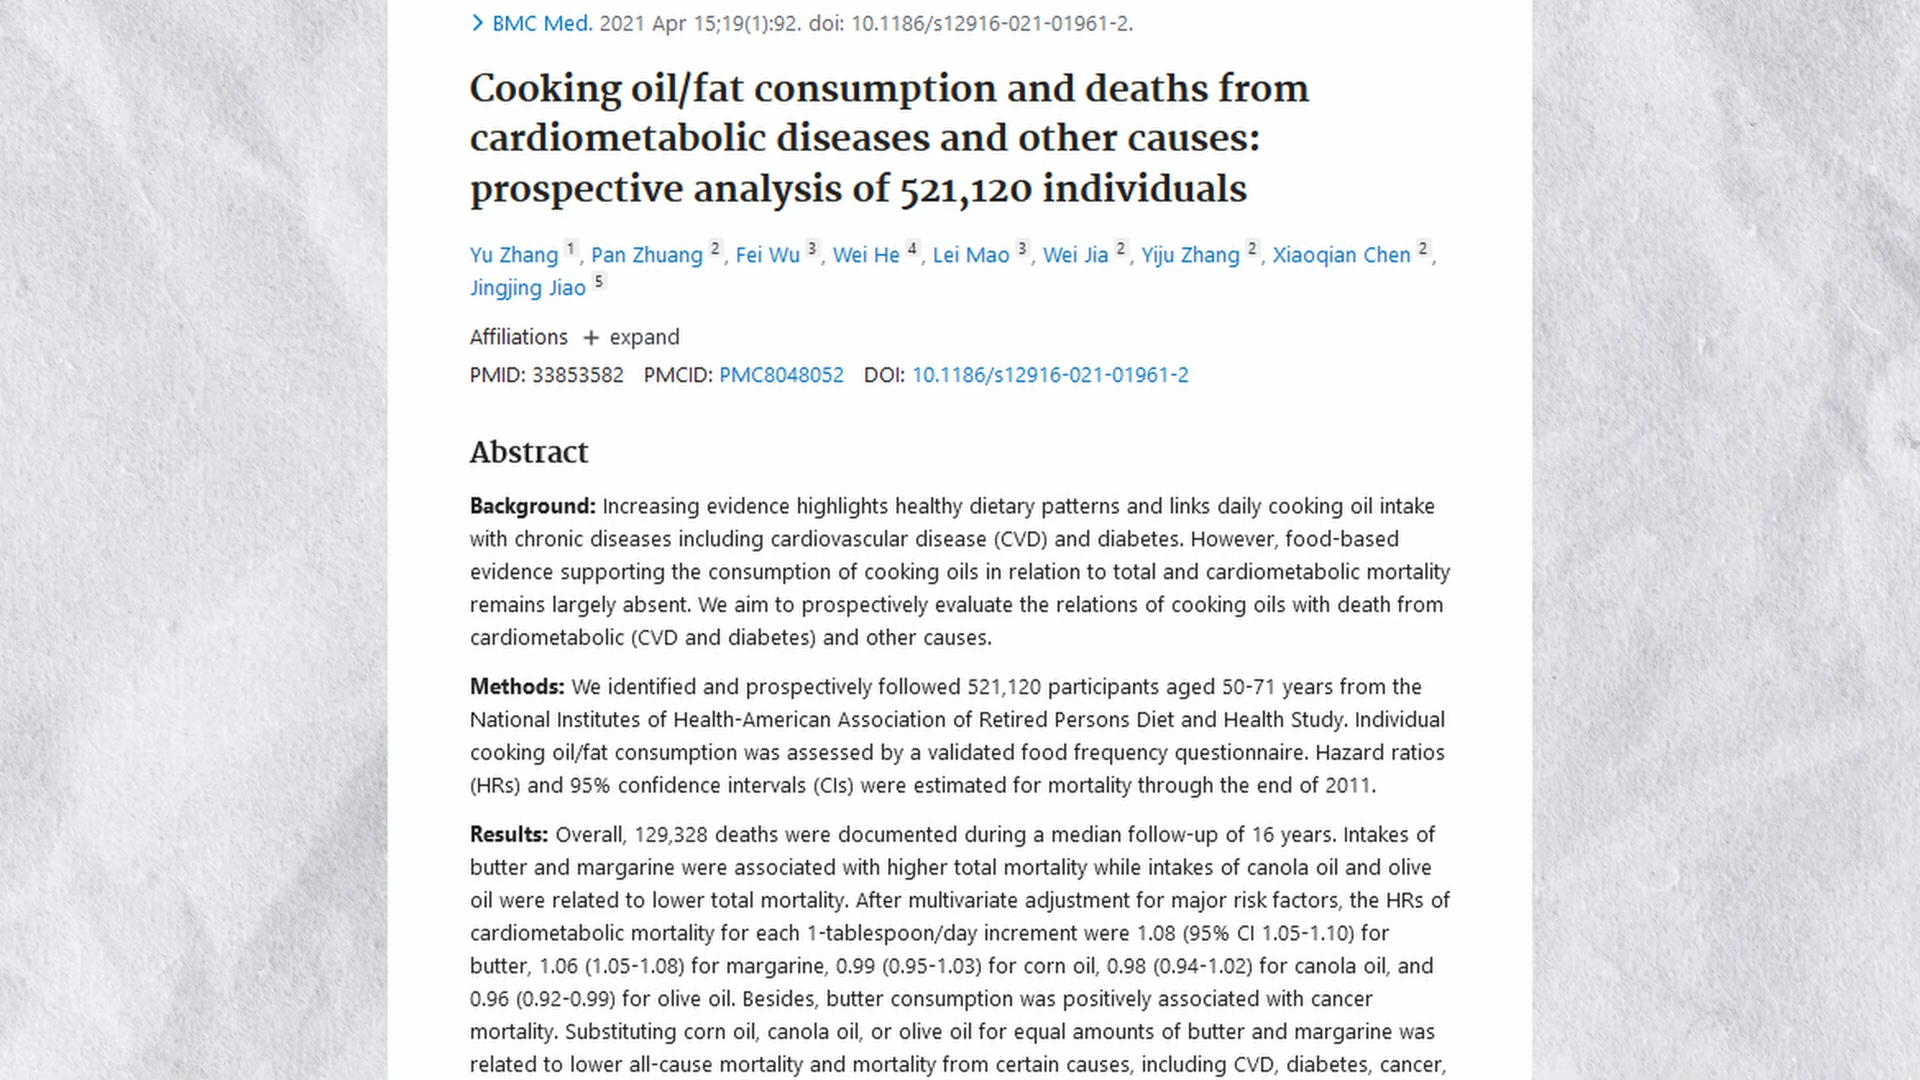 > BMC Med. 2021 Apr 15;19(1):92. doi: 10.1186/s12916-021-01961-2.
Cooking oil/fat consumption and deaths from
cardiometabolic diseases and other causes:
prospective analysis of 521,120 individuals
Yu Zhang 1, Pan Zhuang 2, Fei Wu 3, Wei He 4, Lei Mao 3, Wei Jia 2, Yiju Zhang 2, Xiaoqian Chen 2,
Jingjing Jiao 5
Affiliations + expand
PMID: 33853582 PMCID: PMC8048052 DOI: 10.1186/s12916-021-01961-2
Abstract
Background: Increasing evidence highlights healthy dietary patterns and links daily cooking oil intake
with chronic diseases including cardiovascular disease (CVD) and diabetes. However, food-based
evidence supporting the consumption of cooking oils in relation to total and cardiometabolic mortality
remains largely absent. We aim to prospectively evaluate the relations of cooking oils with death from
cardiometabolic (CVD and diabetes) and other causes.
Methods: We identified and prospectively followed 521,120 participants aged 50-71 years from the
National Institutes of Health-American Association of Retired Persons Diet and Health Study. Individual
cooking oil/fat consumption was assessed by a validated food frequency questionnaire. Hazard ratios
(HRs) and 95% confidence intervals (CIs) were estimated for mortality through the end of 2011.
Results: Overall, 129,328 deaths were documented during a median follow-up of 16 years. Intakes of
butter and margarine were associated with higher total mortality while intakes of canola oil and olive
oil were related to lower total mortality. After multivariate adjustment for major risk factors, the HRs of
cardiometabolic mortality for each 1-tablespoon/day increment were 1.08 (95% CI 1.05-1.10) for
butter, 1.06 (1.05-1.08) for margarine, 0.99 (0.95-1.03) for corn oil, 0.98 (0.94-1.02) for canola oil, and
0.96 (0.92-0.99) for olive oil. Besides, butter consumption was positively associated with cancer
mortality. Substituting corn oil, canola oil, or olive oil for equal amounts of butter and margarine was
related to lower all-cause mortality and mortality from certain causes, including CVD, diabetes, cancer,